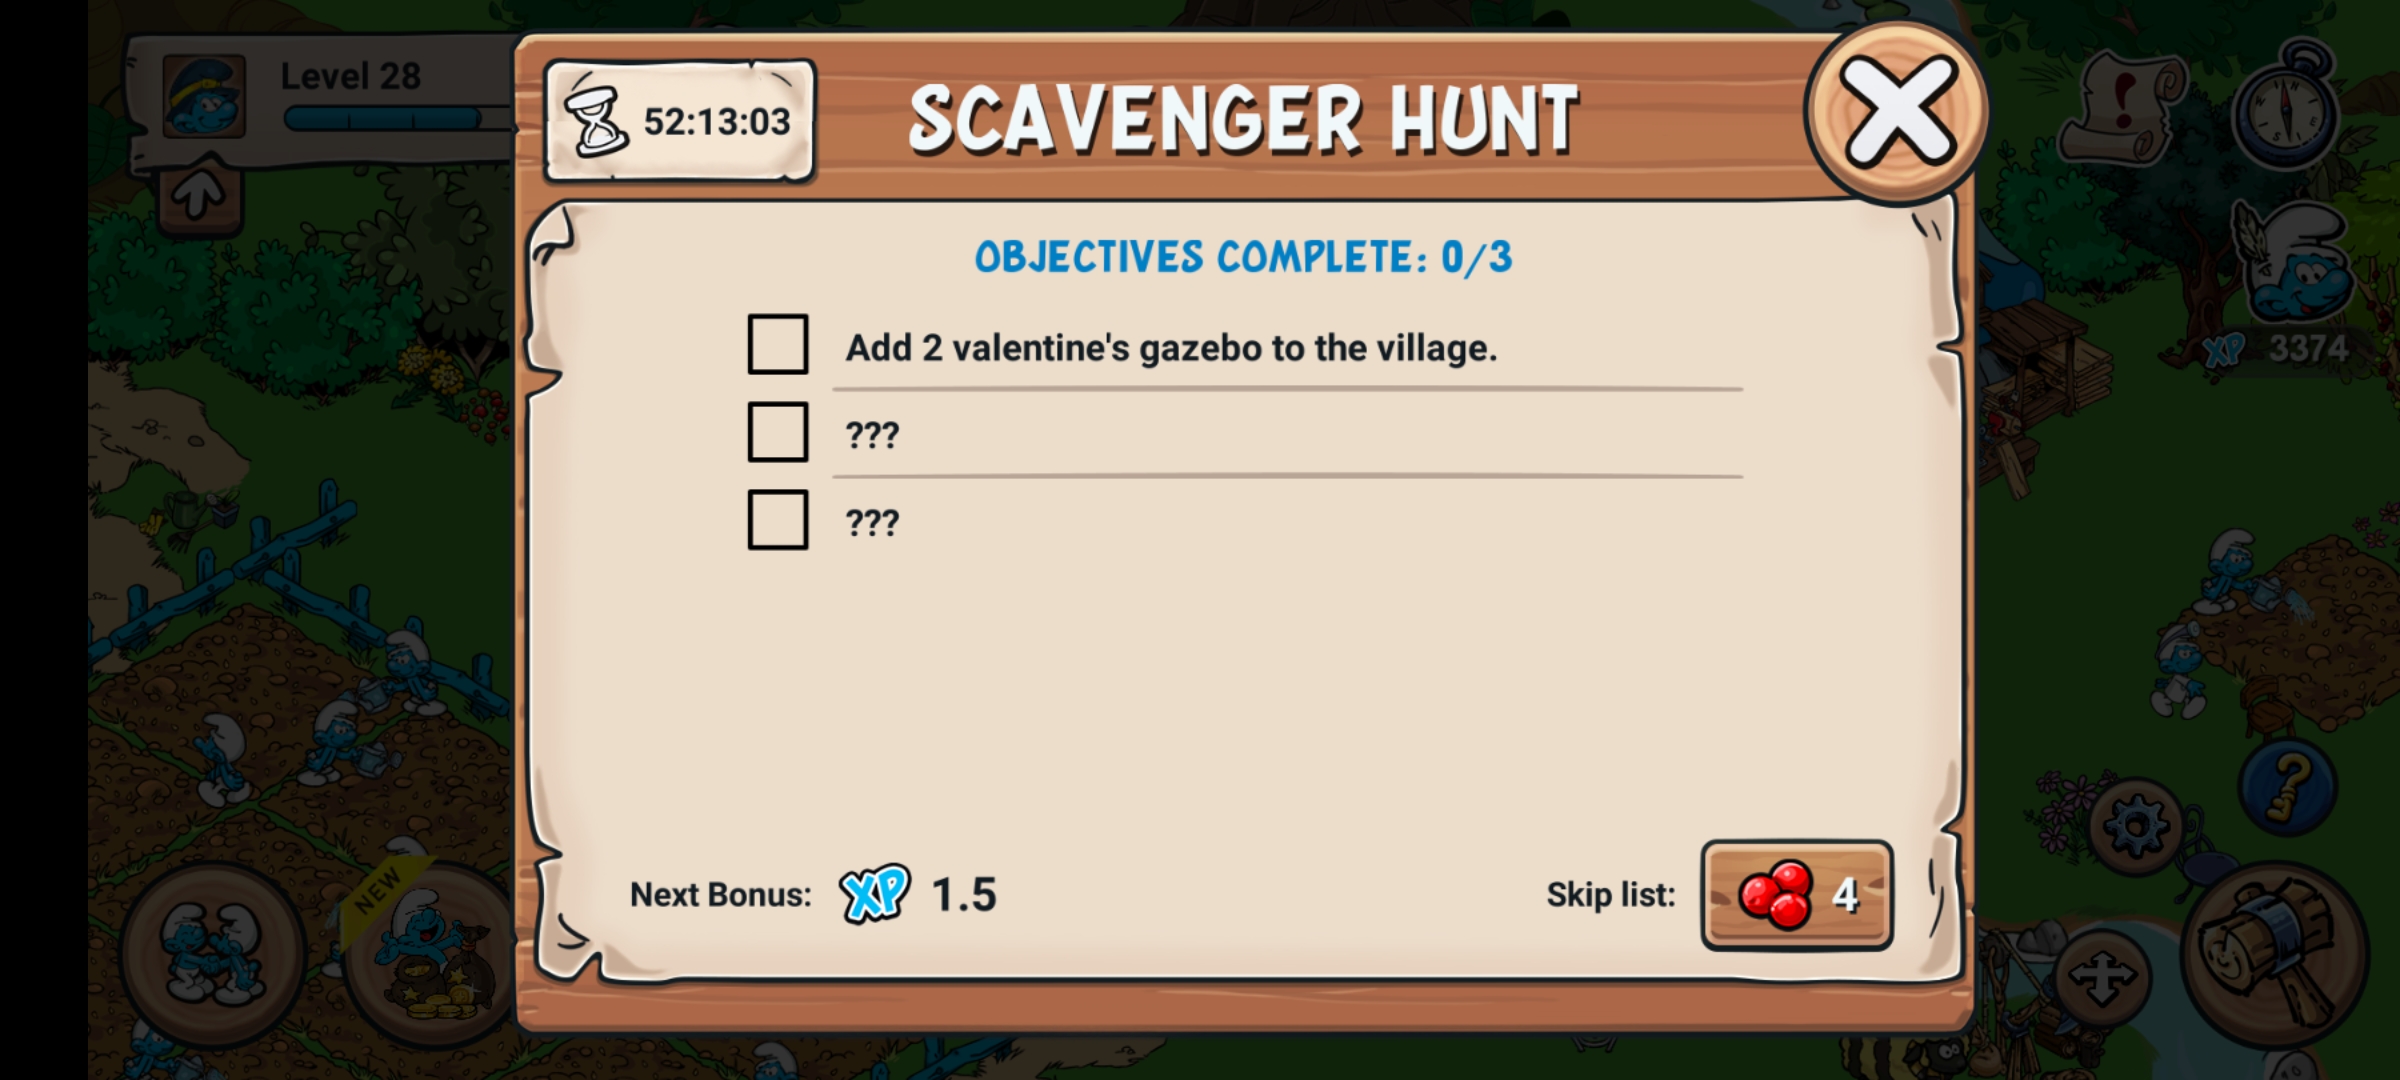 Level 28
52:13:03
SCAVENGER HUNT
OBJECTIVES COMPLETE: 0/3
Add 2 valentine's gazebo to the village.
???
???
XP 3374
Next Bonus: XP 1.5
Skip list: 4
NEW